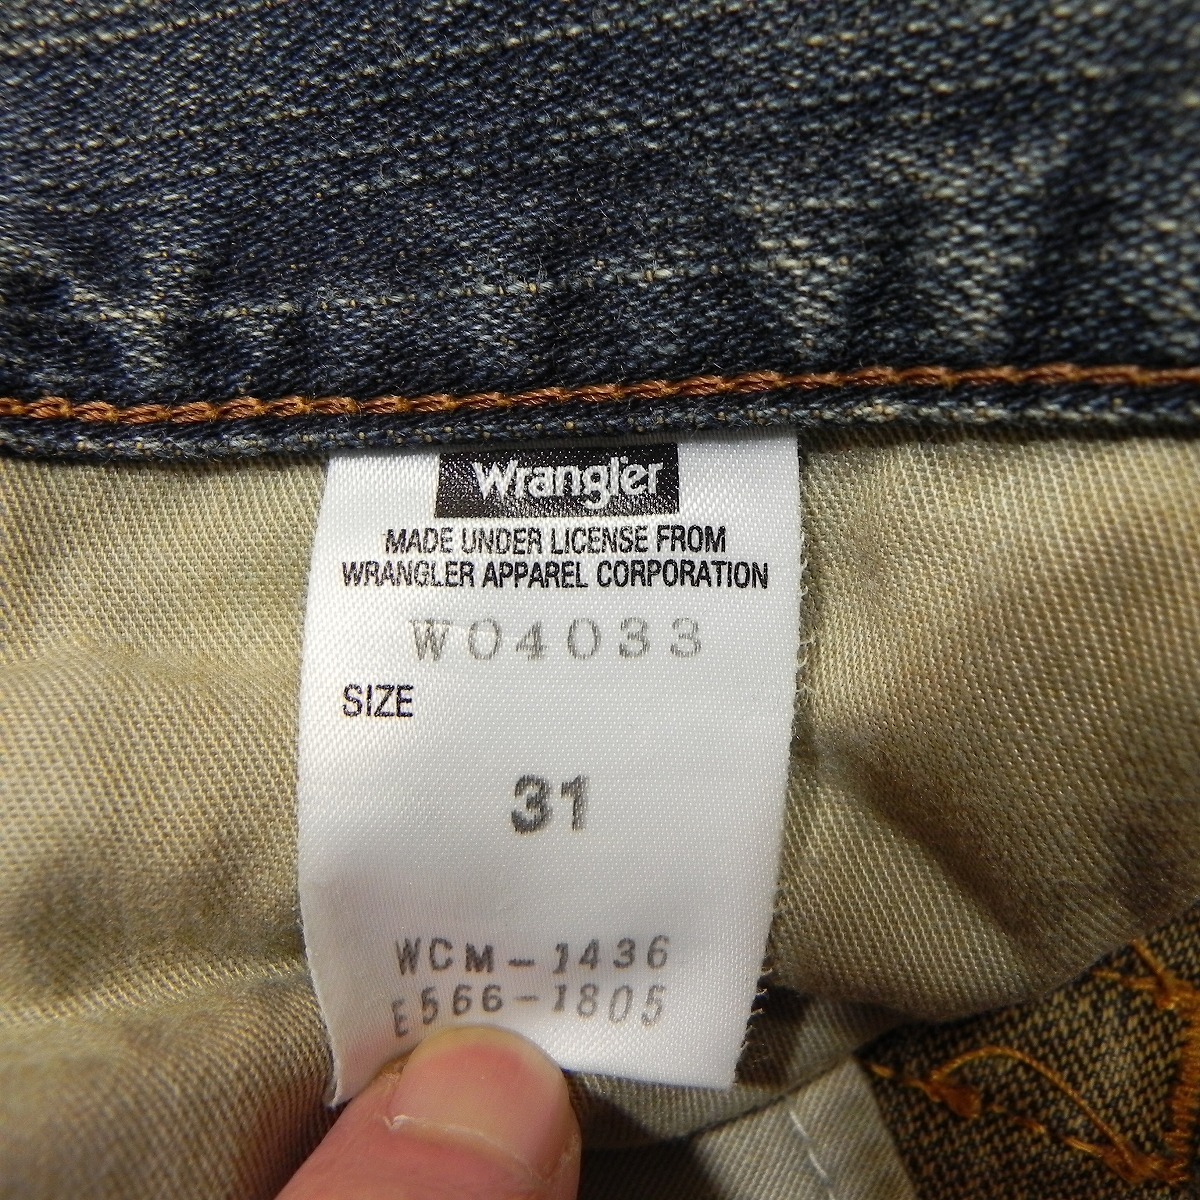 Wrangler
MADE UNDER LICENSE FROM
WRANGLER APPAREL CORPORATION
W04033
SIZE
31
WCM-1436
E566-1805